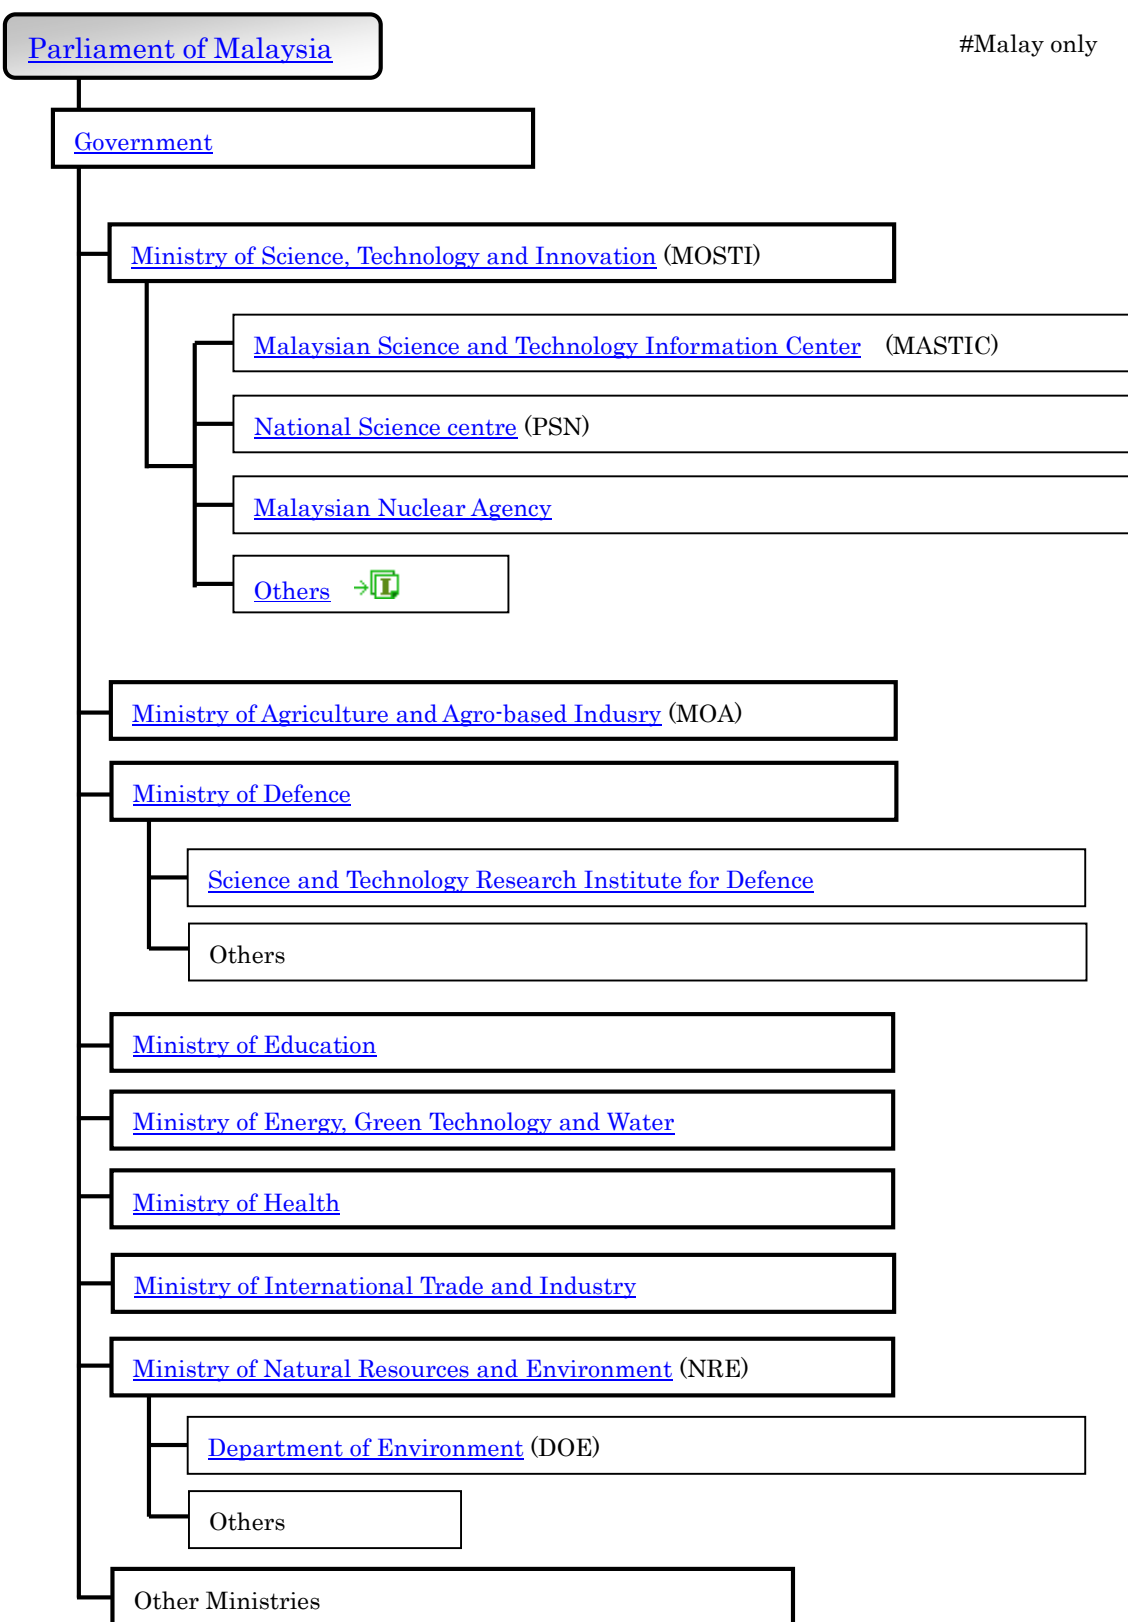 Parliament of Malaysia
#Malay only
Government
Ministry of Science, Technology and Innovation (MOSTI)
Malaysian Science and Technology Information Center (MASTIC)
National Science centre (PSN)
Malaysian Nuclear Agency
Others →L
Ministry of Agriculture and Agro-based Indusry (MOA)
Ministry of Defence
Science and Technology Research Institute for Defence
Others
Ministry of Education
Ministry of Energy, Green Technology and Water
Ministry of Health
Ministry of International Trade and Industry
Ministry of Natural Resources and Environment (NRE)
Department of Environment (DOE)
Others
Other Ministries